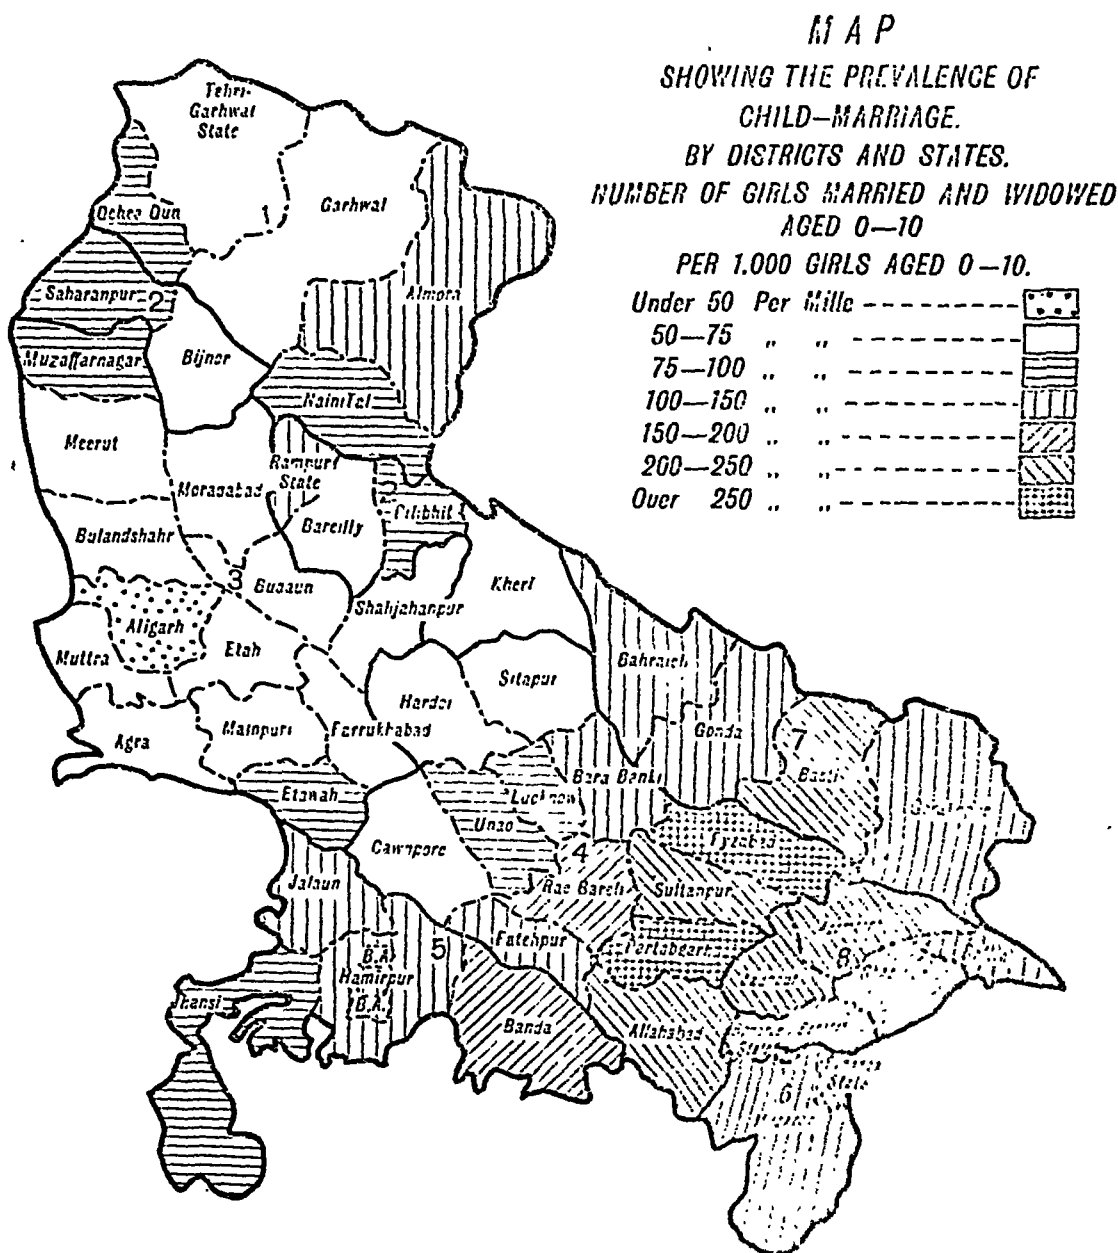 MAP
SHOWING THE PREVALENCE OF
CHILD-MARRIAGE.
BY DISTRICTS AND STATES.
NUMBER OF GIRLS MARRIED AND WIDOWED
AGED 0-10
PER 1.000 GIRLS AGED 0-10.
Under 50 Per Mille
50-75 " "
75-100 " "
100-150 " "
150-200 " "
200-250 " "
Over 250 " "
Tehri-
Garhwal
State
1
Garhwal
Dehra Dun
Saharanpur
2
Almora
Muzaffarnagar
Bijnor
Naini Tal
Meerut
Moradabad
Rampur
State
2
Pilibhit
Bulandshahr
Bareilly
3
Budaun
Kheri
Shahjahanpur
Aligarh
Etah
Muttra
Bahraich
Sitapur
Hardoi
Mainpuri
Farrukhabad
Agra
Gonda
7
Basti
Bara Banki
Etawah
Lucknow
Unao
Cawnpore
Fyzabad
4
Rae Bareli
Sultanpur
Jalaun
Fatehpur
Partabgarh
5
B.A.
Hamirpur
B.A.
8
Jhansi
Banda
Allahabad
State
6